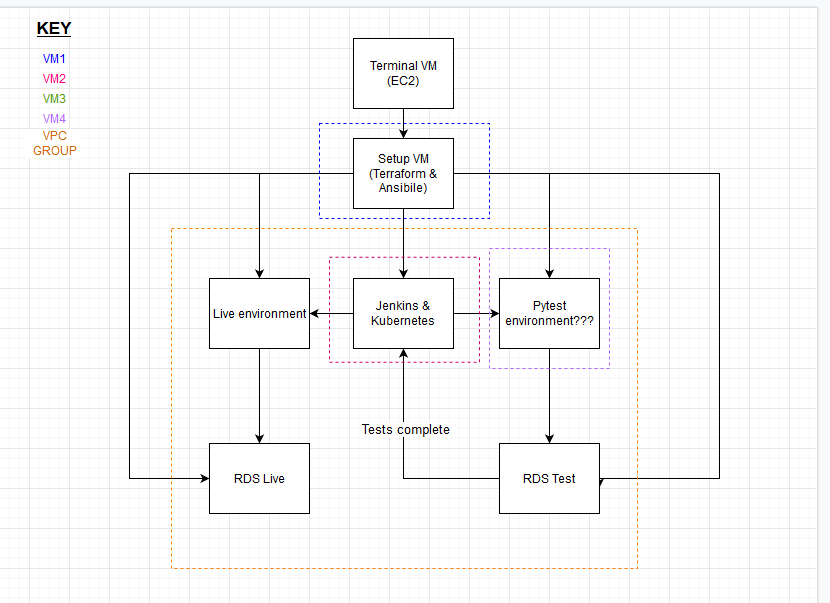 KEY
VM1
VM2
VM3
VM4
VPC
GROUP
Terminal VM
(EC2)
Setup VM
(Terraform &
Ansibile)
Live environment
Jenkins &
Kubernetes
Pytest
environment???
Tests complete
RDS Live
RDS Test